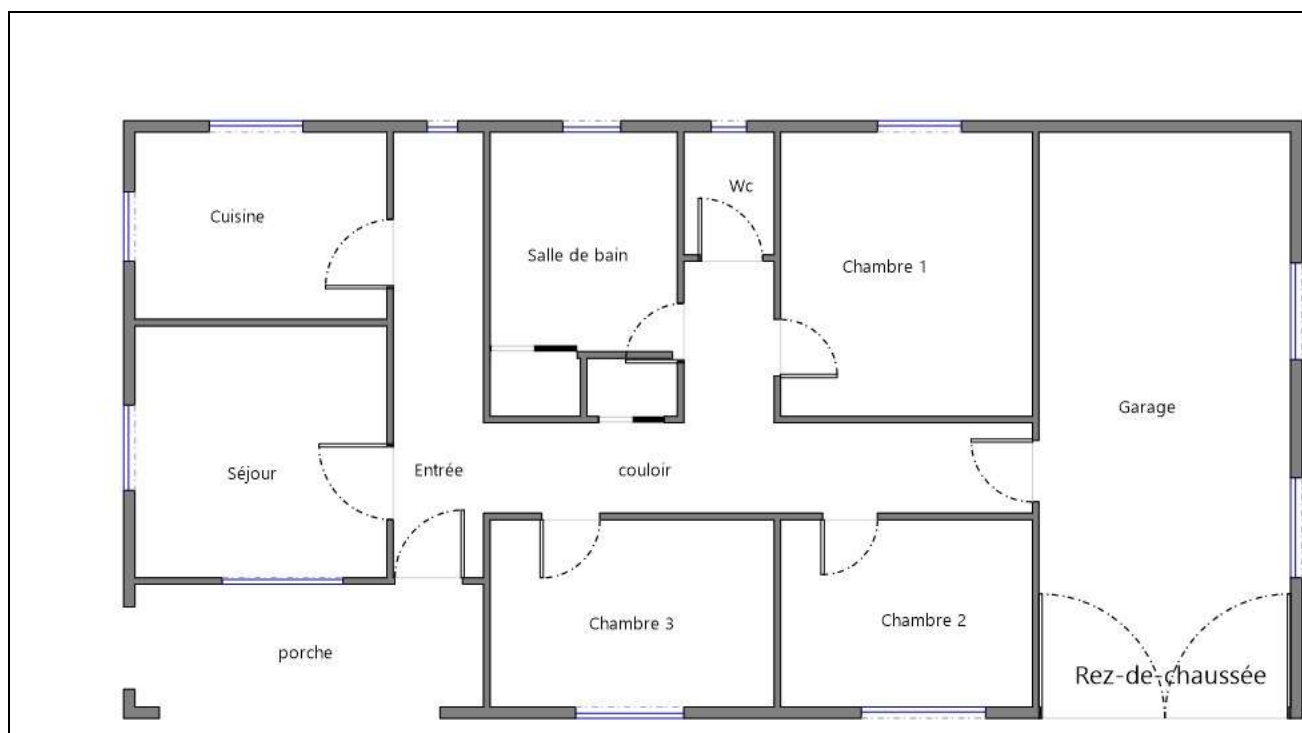 Wc
Cuisine
Salle de bain
Chambre 1
Garage
Séjour
Entrée
couloir
Chambre 3
Chambre 2
porche
Rez-de-chaussée